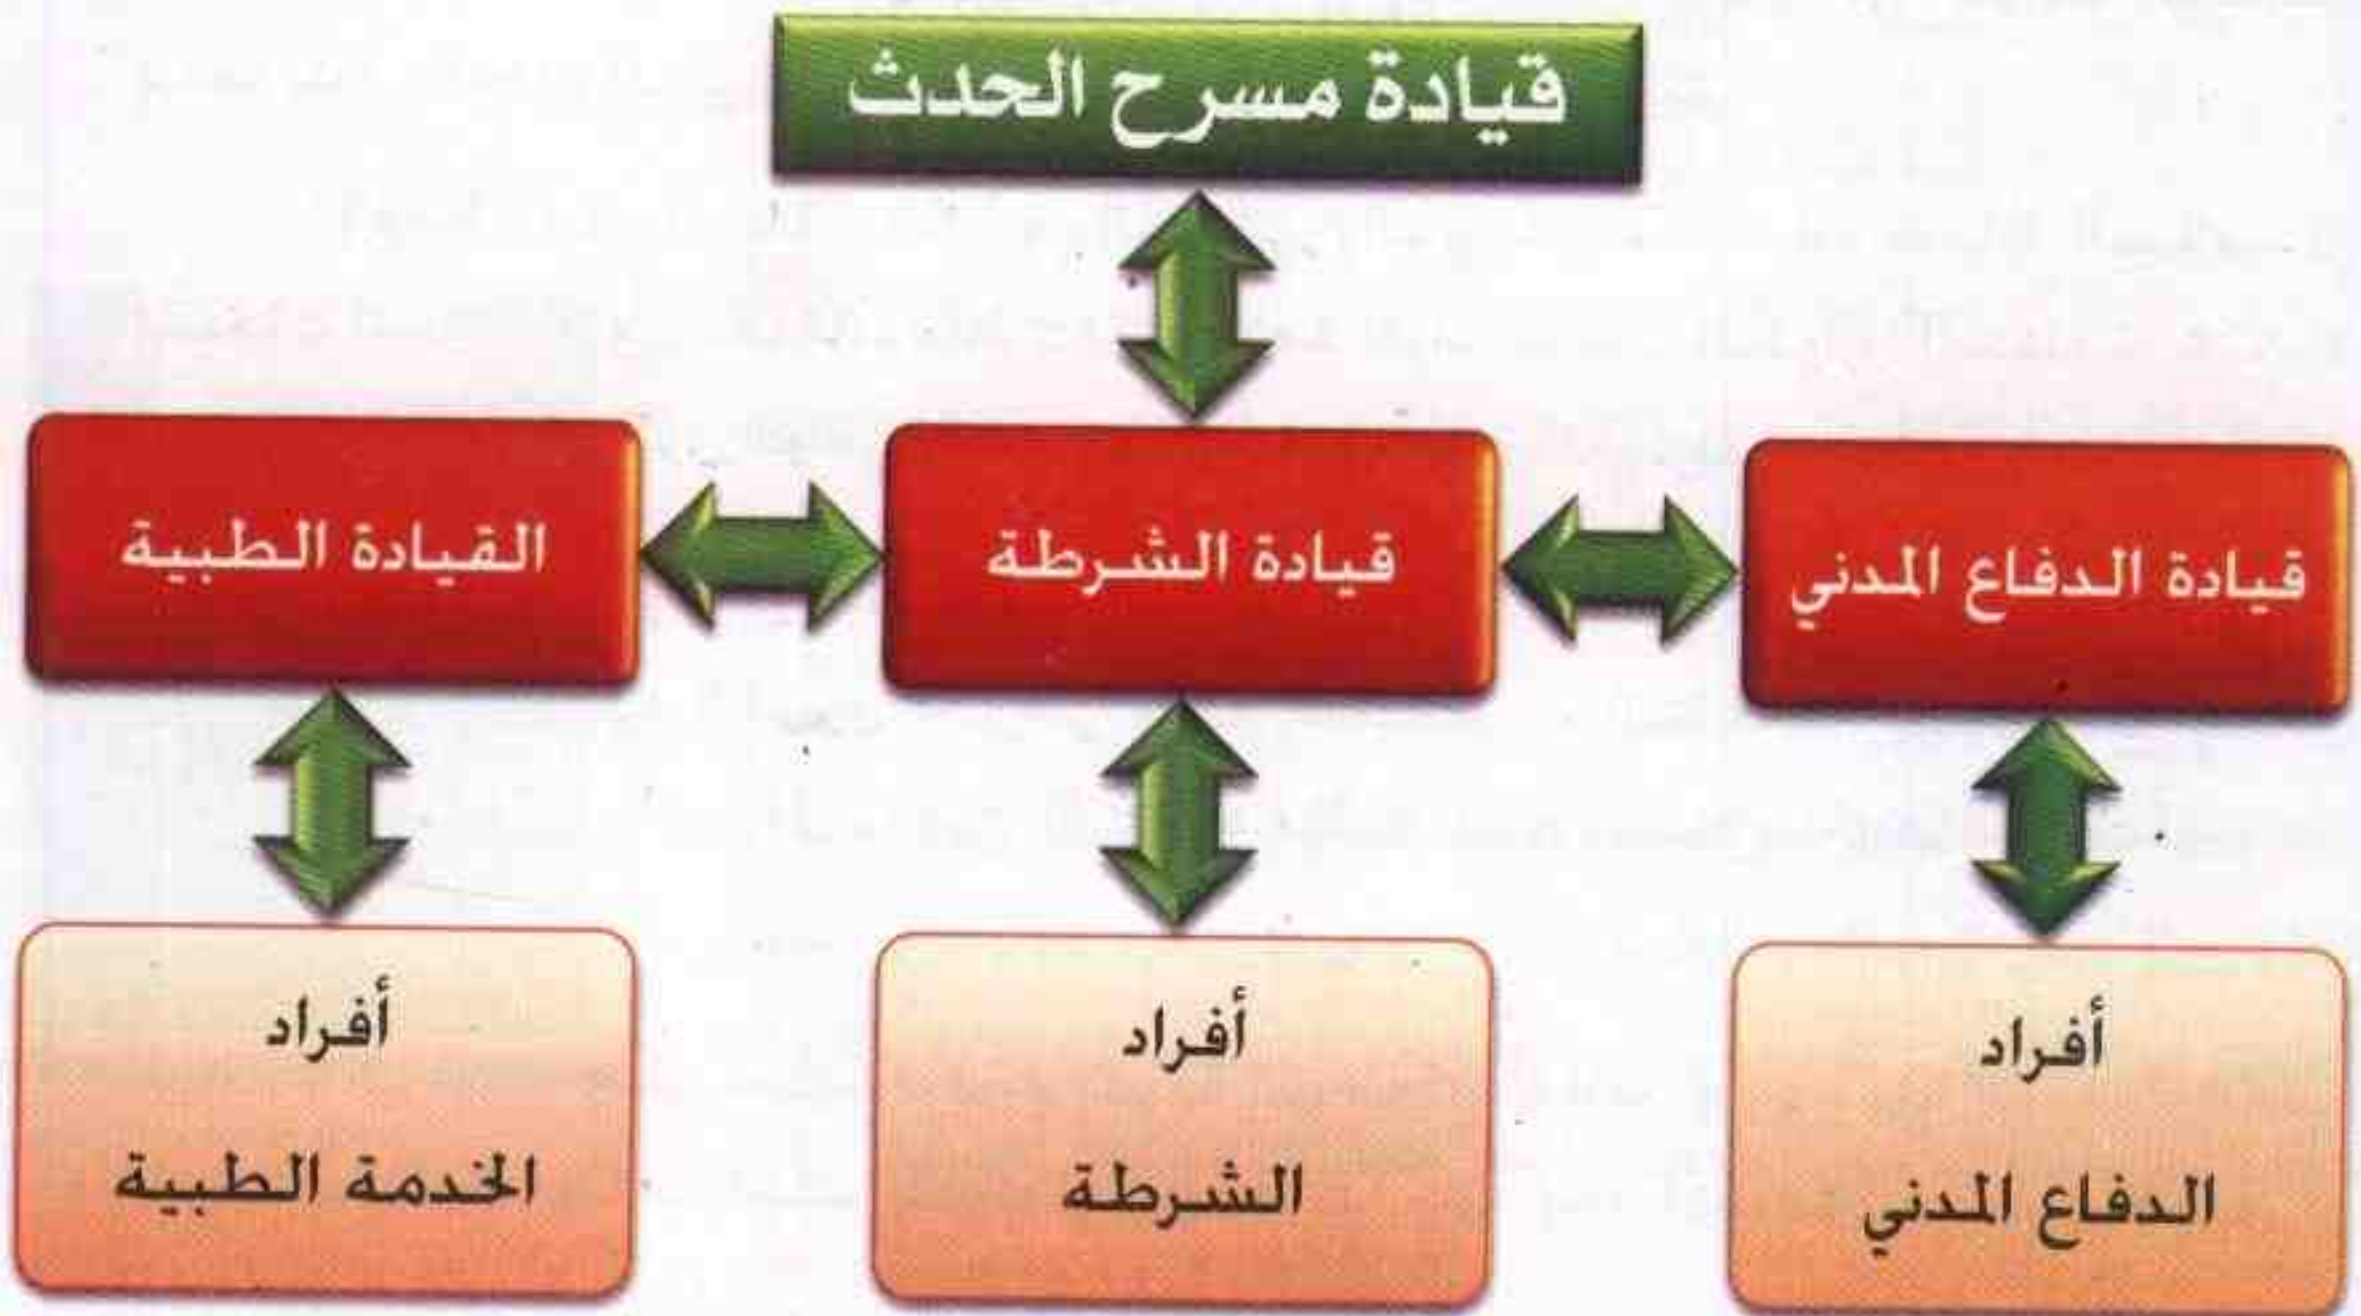 قيادة مسرح الحدث
قيادة الدفاع المدني
قيادة الشرطة
القيادة الطبية
أفراد
الدفاع المدني
أفراد
الشرطة
أفراد
الخدمة الطبية